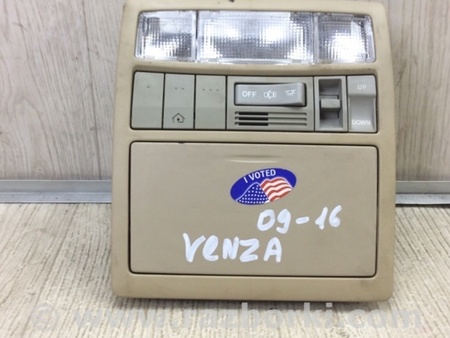 OFF
UP
DOWN
I VOTED
09-16
VENZA